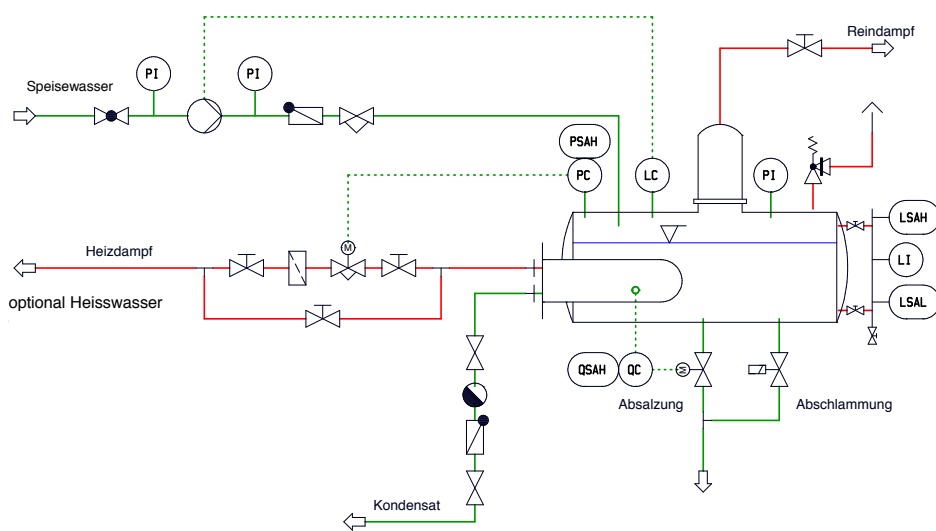 Reindampf
PI
PI
Speisewasser
PSAH
PC
LC
PI
LSAH
M
Heizdampf
LI
optional Heisswasser
LSAL
QSAH
QC
M
Absalzung
Abschlammung
Kondensat